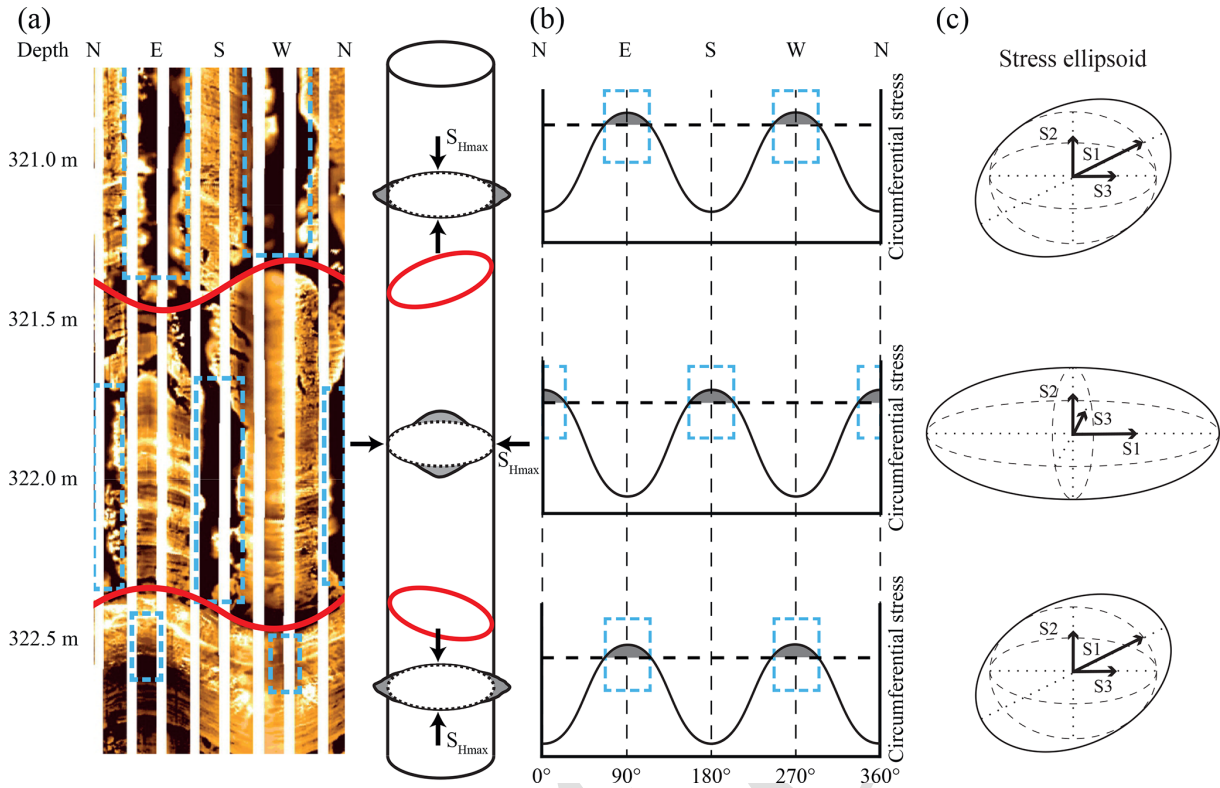 (a)
Depth N E S W N
321.0 m
321.5 m
322.0 m
322.5 m
SHmax
SHmax
SHmax
(b)
N E S W N
Circumferential stress
Circumferential stress
Circumferential stress
0° 90° 180° 270° 360°
(c)
Stress ellipsoid
S2
S1
S3
S2
S3
S1
S2
S1
S3